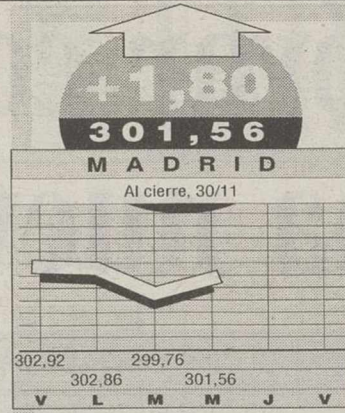 +1,80
301,56
MADRID
Al cierre, 30/11
302,92 299,76
302,86 301,56
V L M M J V